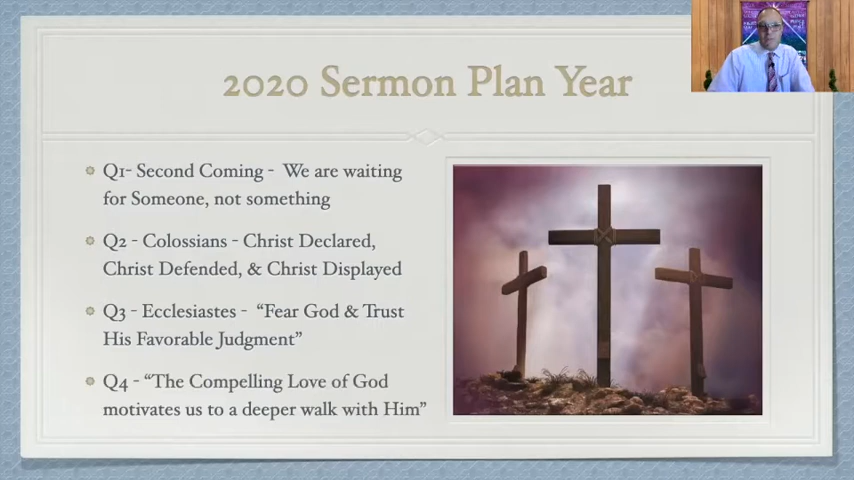 2020 Sermon Plan Year
Q1- Second Coming - We are waiting
for Someone, not something
Q2 - Colossians - Christ Declared,
Christ Defended, & Christ Displayed
Q3 - Ecclesiastes - “Fear God & Trust
His Favorable Judgment”
Q4 - “The Compelling Love of God
motivates us to a deeper walk with Him”